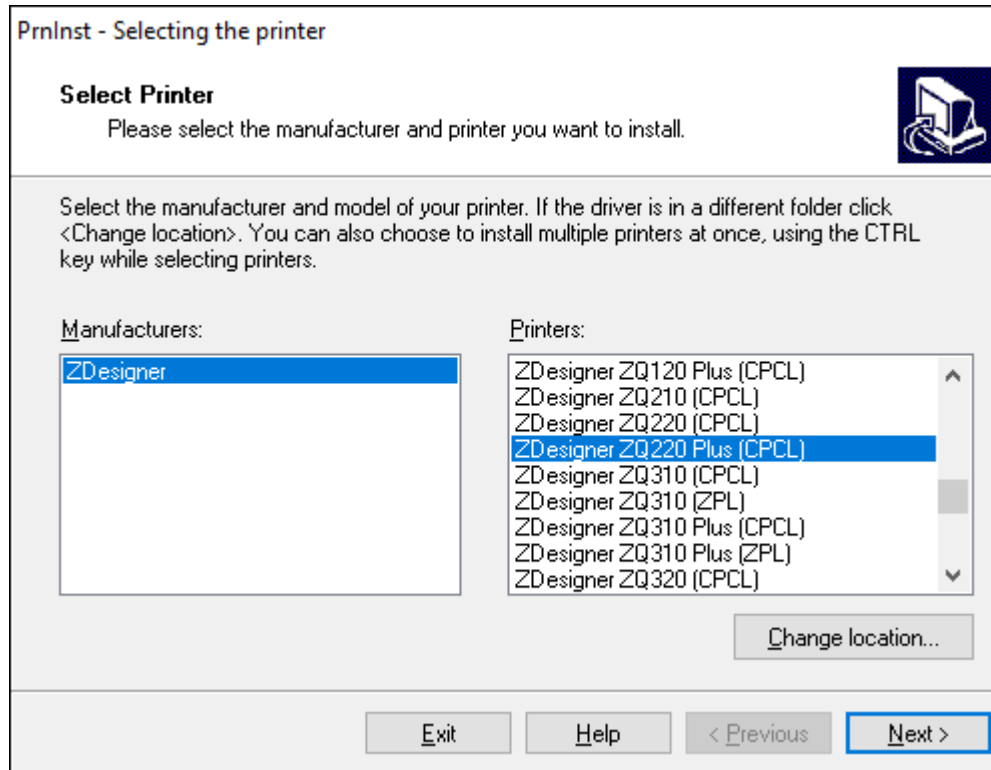 PrnInst - Selecting the printer
Select Printer
Please select the manufacturer and printer you want to install.
Select the manufacturer and model of your printer. If the driver is in a different folder click
<Change location>. You can also choose to install multiple printers at once, using the CTRL
key while selecting printers.
Manufacturers:
ZDesigner
Printers:
ZDesigner ZQ120 Plus (CPCL)
ZDesigner ZQ210 (CPCL)
ZDesigner ZQ220 (CPCL)
ZDesigner ZQ220 Plus (CPCL)
ZDesigner ZQ310 (CPCL)
ZDesigner ZQ310 (ZPL)
ZDesigner ZQ310 Plus (CPCL)
ZDesigner ZQ310 Plus (ZPL)
ZDesigner ZQ320 (CPCL)
Change location...
Exit
Help
< Previous
Next >